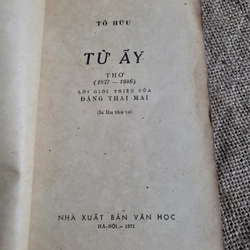 TỐ HỮU
TỪ ẤY
THƠ
(1937 — 1946)
LỜI GIỚI THIỆU CỦA
ĐẶNG THAI MAI
(In lần thứ ba)
NHÀ XUẤT BẢN VĂN HỌC
HÀ-NỘI — 1971